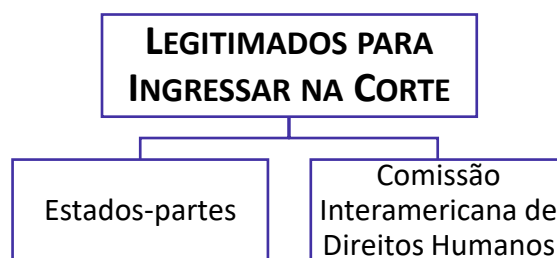 LEGITIMADOS PARA
INGRESSAR NA CORTE
Estados-partes
Comissão
Interamericana de
Direitos Humanos